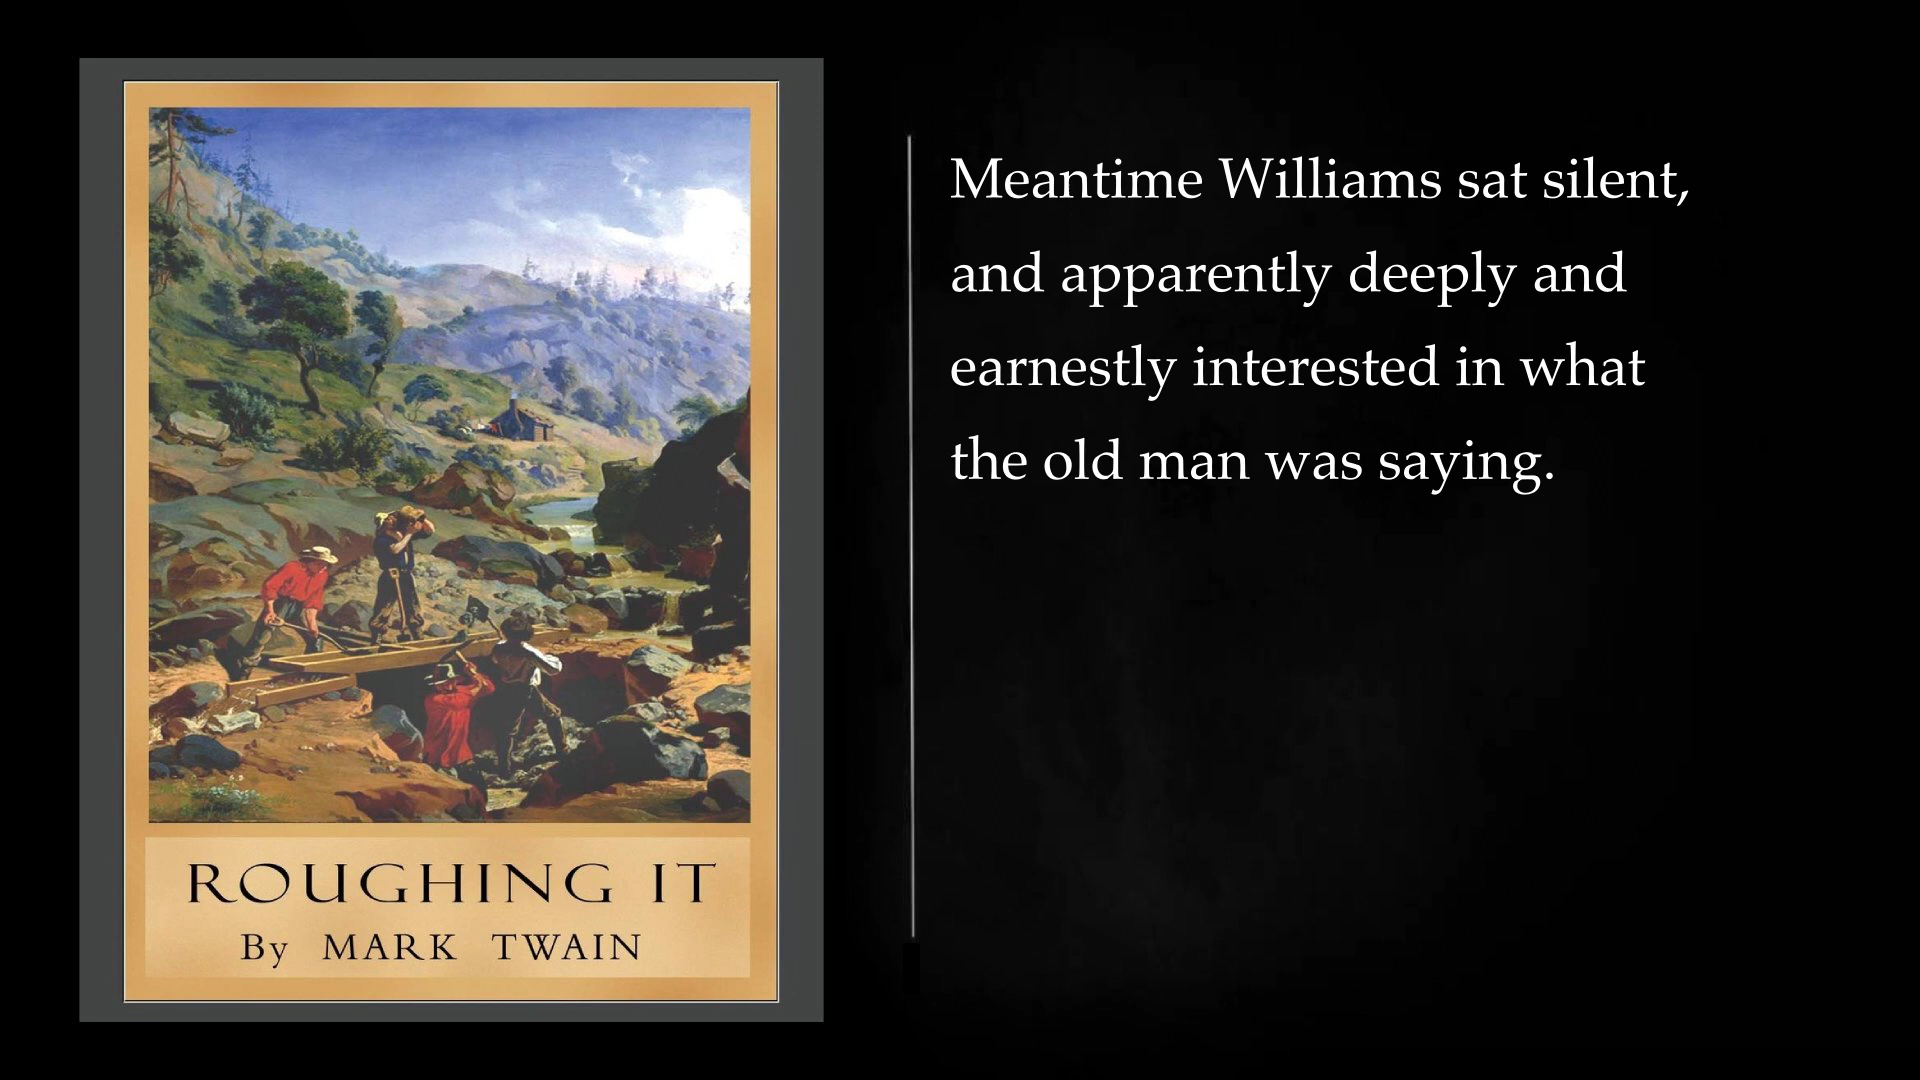 ROUGHING IT
By MARK TWAIN
Meantime Williams sat silent,
and apparently deeply and
earnestly interested in what
the old man was saying.